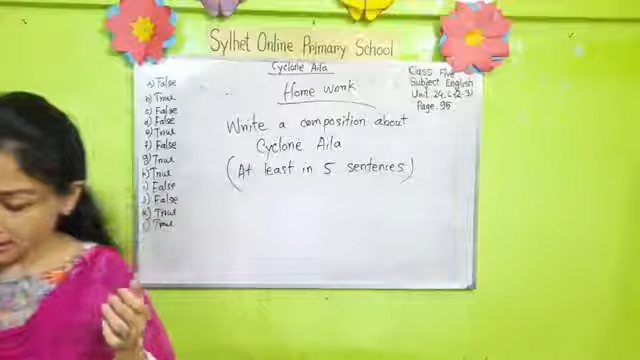 Sylhet Online Primary School
Cyclone Aila
Class Five
Subject English
Unit 24, L(2-3)
Page. 95
Home work
Write a composition about
Cyclone Aila
(At least in 5 sentences)
a) False
b) True
c) False
d) False
e) True
f) False
g) True
h) True
i) False
j) False
k) True
l) True